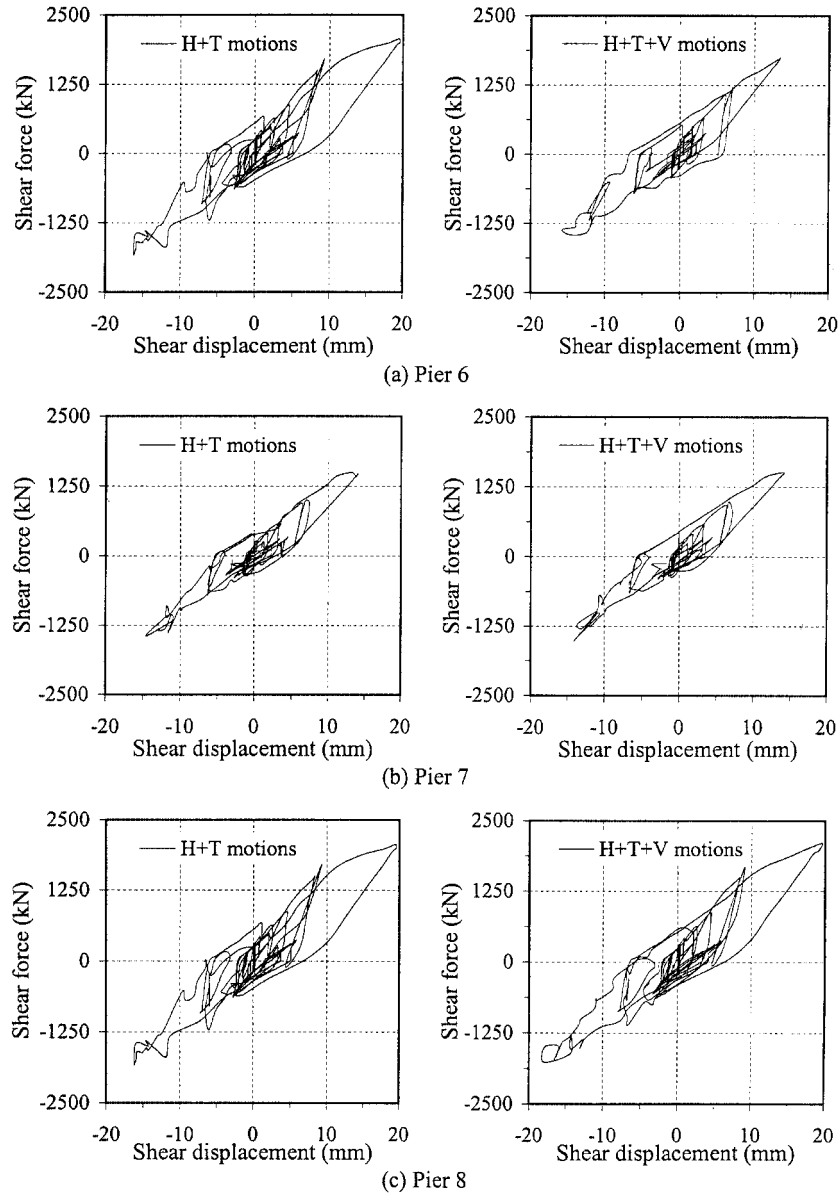 2500
1250
0
-1250
-2500
Shear force (kN)
H+T motions
-20 -10 0 10 20
Shear displacement (mm)
2500
1250
0
-1250
-2500
Shear force (kN)
H+T+V motions
-20 -10 0 10 20
Shear displacement (mm)
(a) Pier 6
2500
1250
0
-1250
-2500
Shear force (kN)
H+T motions
-20 -10 0 10 20
Shear displacement (mm)
2500
1250
0
-1250
-2500
Shear force (kN)
H+T+V motions
-20 -10 0 10 20
Shear displacement (mm)
(b) Pier 7
2500
1250
0
-1250
-2500
Shear force (kN)
H+T motions
-20 -10 0 10 20
Shear displacement (mm)
2500
1250
0
-1250
-2500
Shear force (kN)
H+T+V motions
-20 -10 0 10 20
Shear displacement (mm)
(c) Pier 8